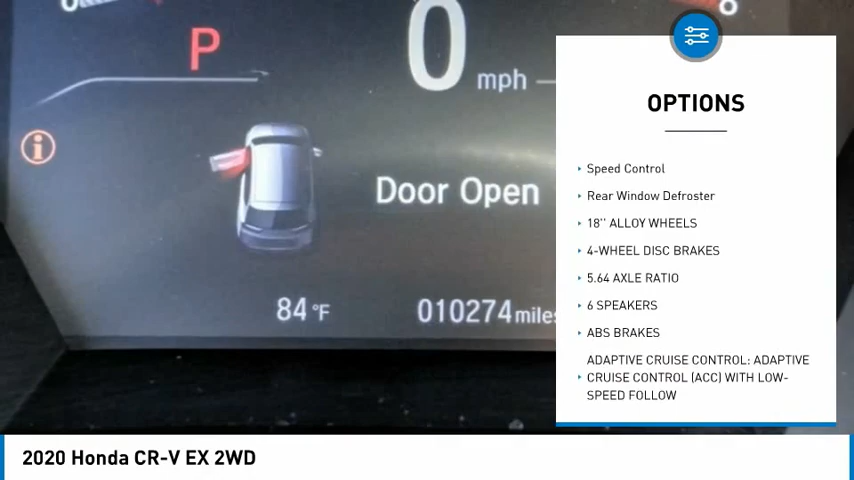 P
0
mph
Door Open
84 °F
010274 miles
OPTIONS
Speed Control
Rear Window Defroster
18'' ALLOY WHEELS
4-WHEEL DISC BRAKES
5.64 AXLE RATIO
6 SPEAKERS
ABS BRAKES
ADAPTIVE CRUISE CONTROL: ADAPTIVE
CRUISE CONTROL (ACC) WITH LOW-
SPEED FOLLOW
2020 Honda CR-V EX 2WD